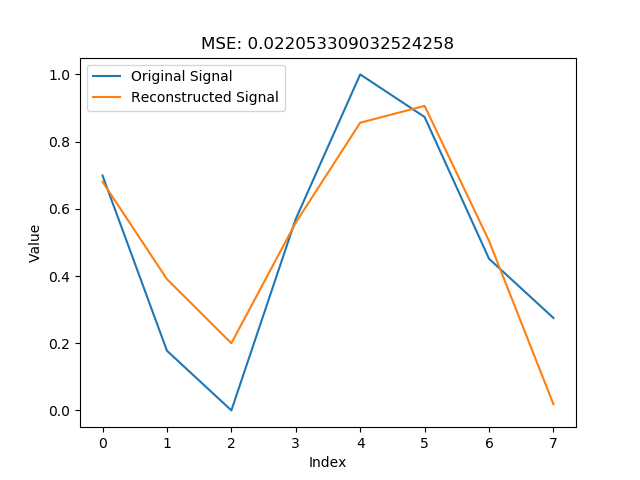 MSE: 0.022053309032524258
Original Signal
Reconstructed Signal
1.0
0.8
0.6
0.4
0.2
0.0
Value
0 1 2 3 4 5 6 7
Index